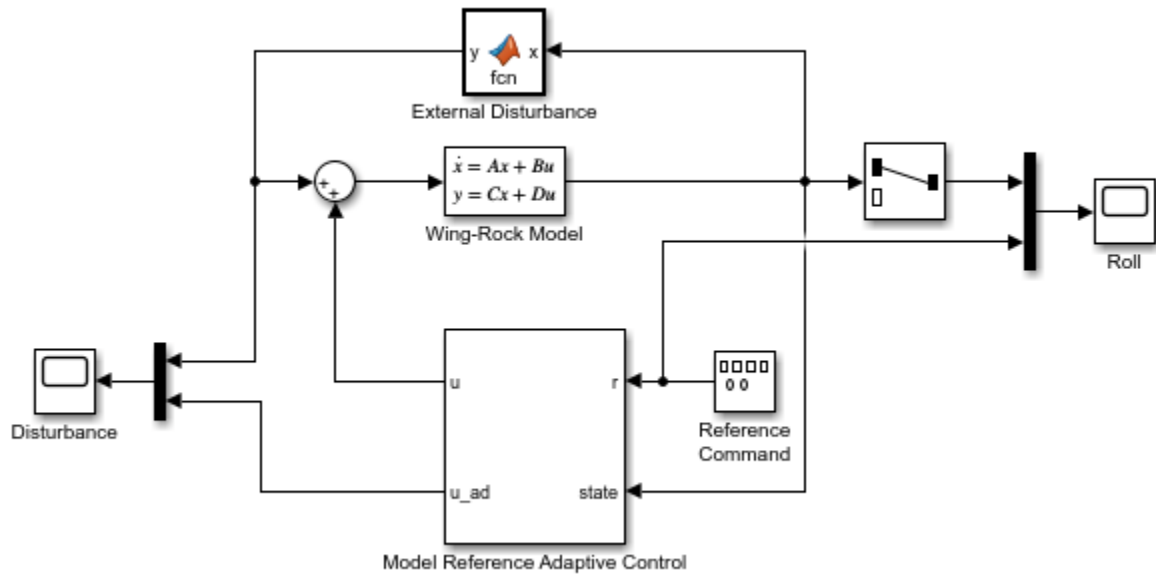 y
x
fcn
External Disturbance
+
+
ẋ = Ax + Bu
y = Cx + Du
Wing-Rock Model
Roll
Disturbance
u
r
u_ad
state
Reference
Command
Model Reference Adaptive Control